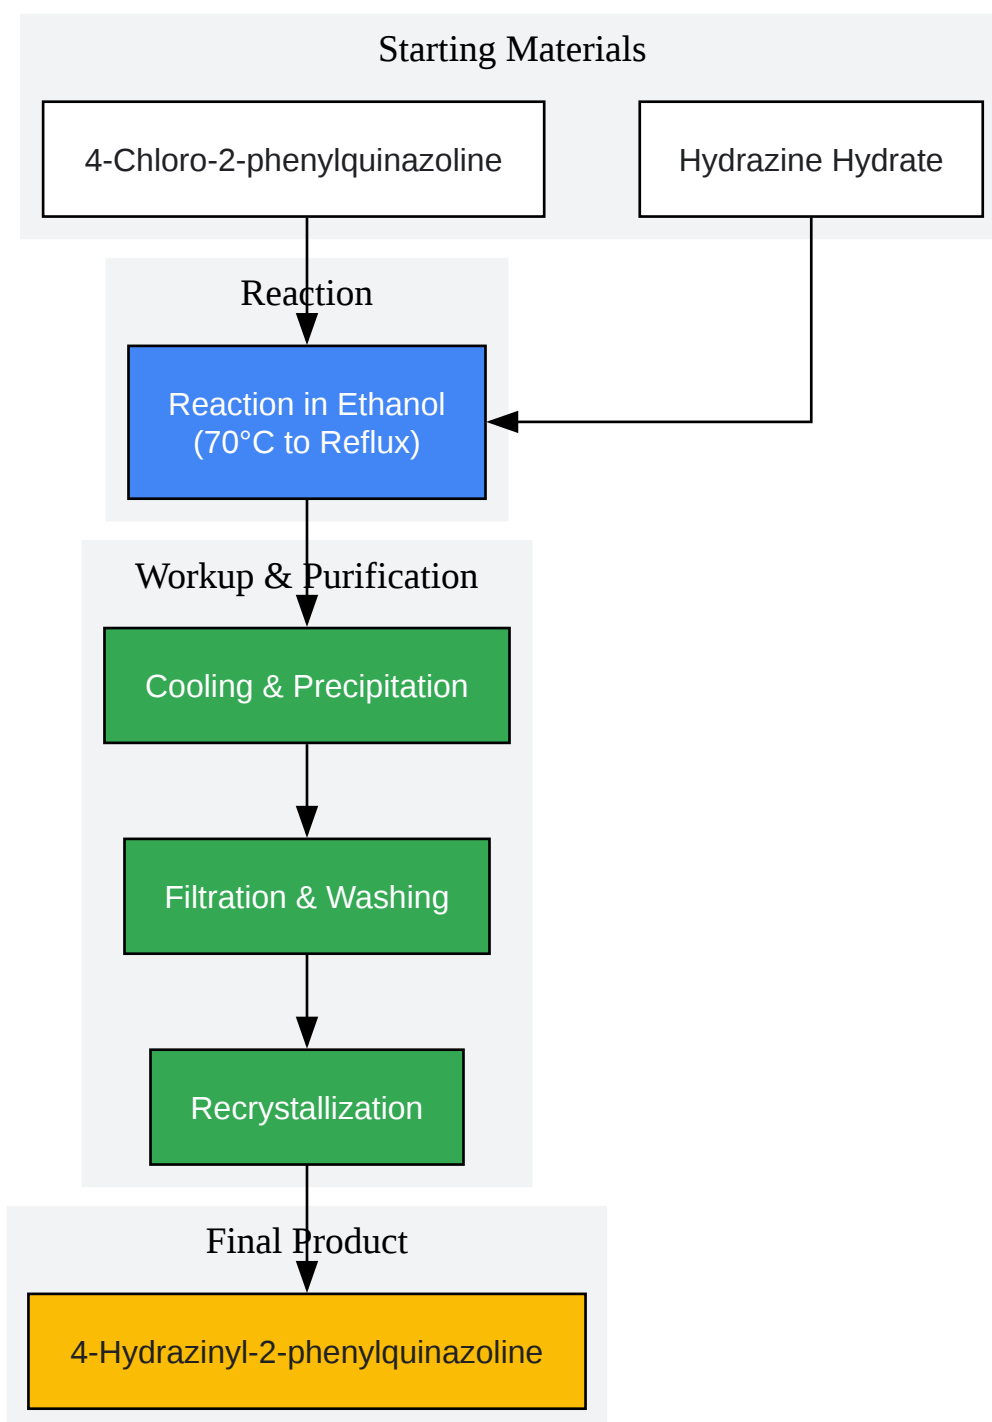 Starting Materials
4-Chloro-2-phenylquinazoline
Hydrazine Hydrate
Reaction
Reaction in Ethanol
(70°C to Reflux)
Workup & Purification
Cooling & Precipitation
Filtration & Washing
Recrystallization
Final Product
4-Hydrazinyl-2-phenylquinazoline